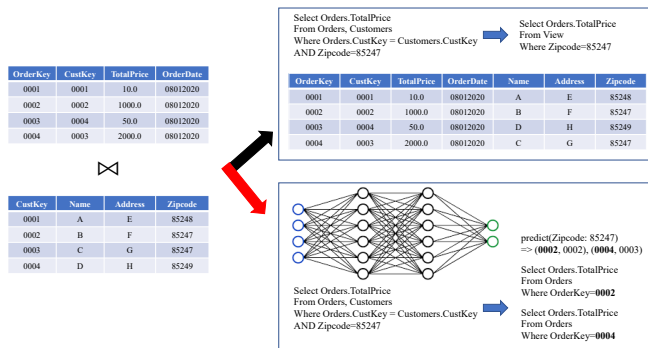 Select Orders.TotalPrice
From Orders, Customers
Where Orders.CustKey = Customers.CustKey
AND Zipcode=85247
Select Orders.TotalPrice
From View
Where Zipcode=85247
OrderKey CustKey TotalPrice OrderDate
0001 0001 10.0 08012020
0002 0002 1000.0 08012020
0003 0004 50.0 08012020
0004 0003 2000.0 08012020
⋈
CustKey Name Address Zipcode
0001 A E 85248
0002 B F 85247
0003 C G 85247
0004 D H 85249
OrderKey CustKey TotalPrice OrderDate Name Address Zipcode
0001 0001 10.0 08012020 A E 85248
0002 0002 1000.0 08012020 B F 85247
0003 0004 50.0 08012020 D H 85249
0004 0003 2000.0 08012020 C G 85247
predict(Zipcode: 85247)
=> (0002, 0002), (0004, 0003)
Select Orders.TotalPrice
From Orders, Customers
Where Orders.CustKey = Customers.CustKey
AND Zipcode=85247
Select Orders.TotalPrice
From Orders
Where OrderKey=0002
Select Orders.TotalPrice
From Orders
Where OrderKey=0004